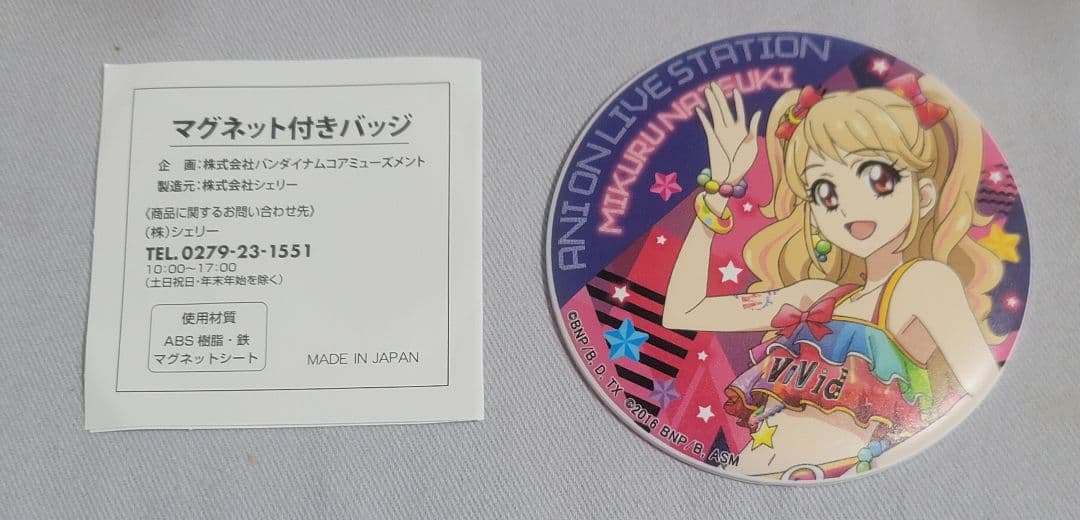 マグネット付きバッジ
企　画：株式会社バンダイナムコアミューズメント
製造元：株式会社シェリー
《商品に関するお問い合わせ先》
(株)シェリー
TEL. 0279-23-1551
10:00～17:00
(土日祝日・年末年始を除く)
使用材質
ABS 樹脂・鉄
マグネットシート
MADE IN JAPAN
ANI ON LIVE STATION
MIKURU NATSUKI
ViVid
©BNP/B, D, TX ©2016 BNP/B, ASM